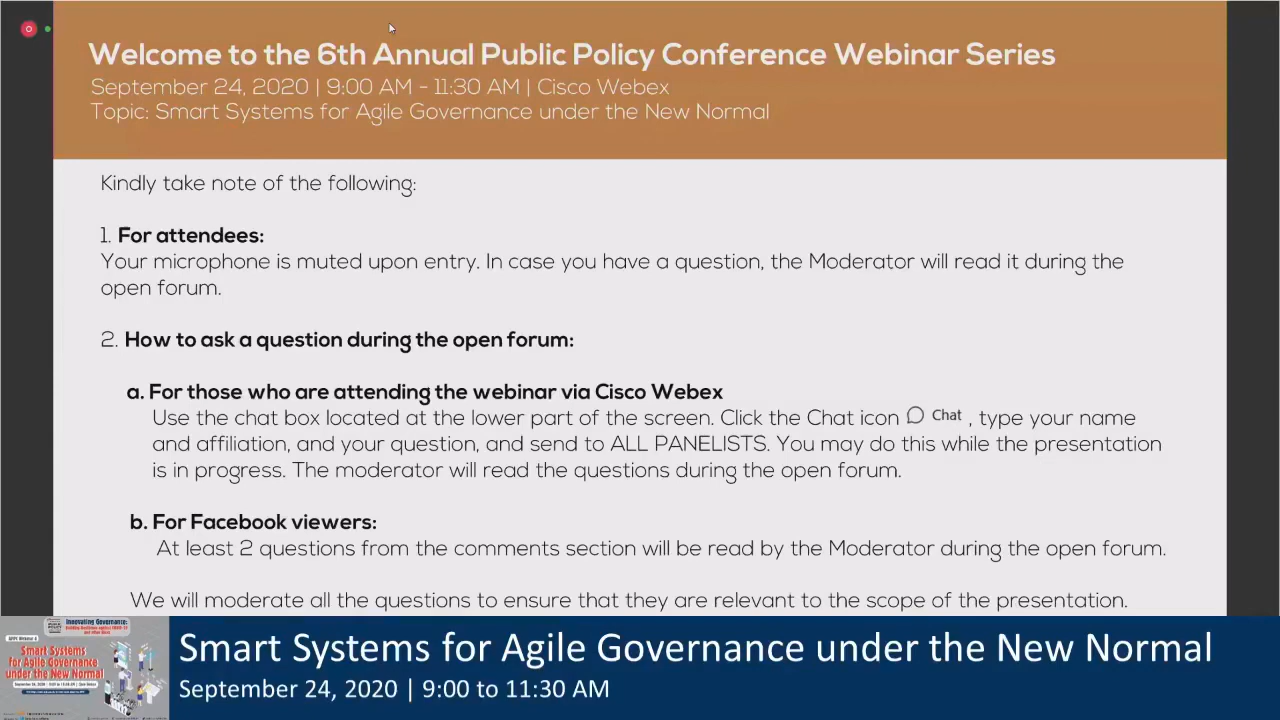 Welcome to the 6th Annual Public Policy Conference Webinar Series
September 24, 2020 | 9:00 AM - 11:30 AM | Cisco Webex
Topic: Smart Systems for Agile Governance under the New Normal
Kindly take note of the following:
1. For attendees:
Your microphone is muted upon entry. In case you have a question, the Moderator will read it during the
open forum.
2. How to ask a question during the open forum:
a. For those who are attending the webinar via Cisco Webex
Use the chat box located at the lower part of the screen. Click the Chat icon Chat , type your name
and affiliation, and your question, and send to ALL PANELISTS. You may do this while the presentation
is in progress. The moderator will read the questions during the open forum.
b. For Facebook viewers:
At least 2 questions from the comments section will be read by the Moderator during the open forum.
We will moderate all the questions to ensure that they are relevant to the scope of the presentation.
Innovating Governance:
Smart Systems
for Agile Governance
under the New Normal
Smart Systems for Agile Governance under the New Normal
September 24, 2020 | 9:00 to 11:30 AM